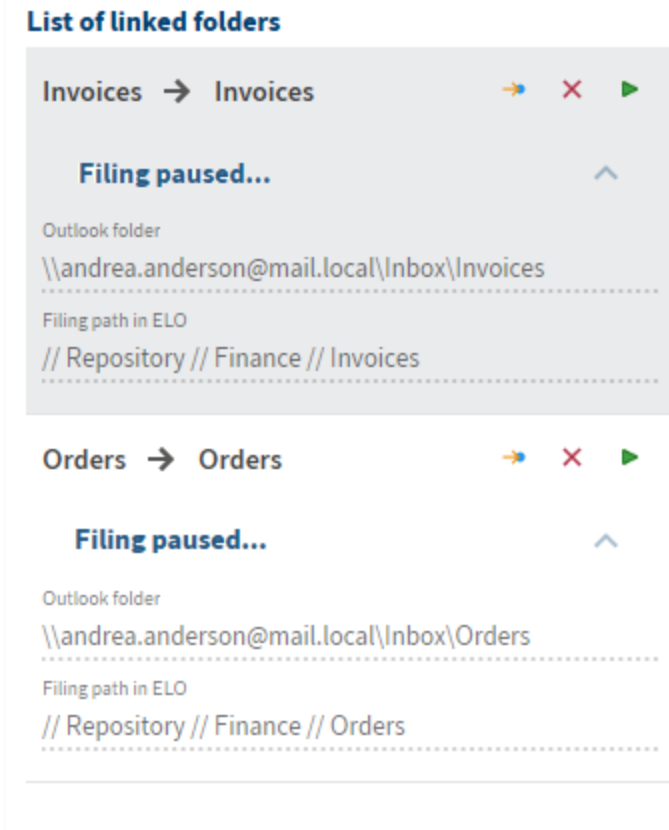 List of linked folders
Invoices → Invoices
Filing paused...
Outlook folder
\\andrea.anderson@mail.local\Inbox\Invoices
Filing path in ELO
// Repository // Finance // Invoices
Orders → Orders
Filing paused...
Outlook folder
\\andrea.anderson@mail.local\Inbox\Orders
Filing path in ELO
// Repository // Finance // Orders